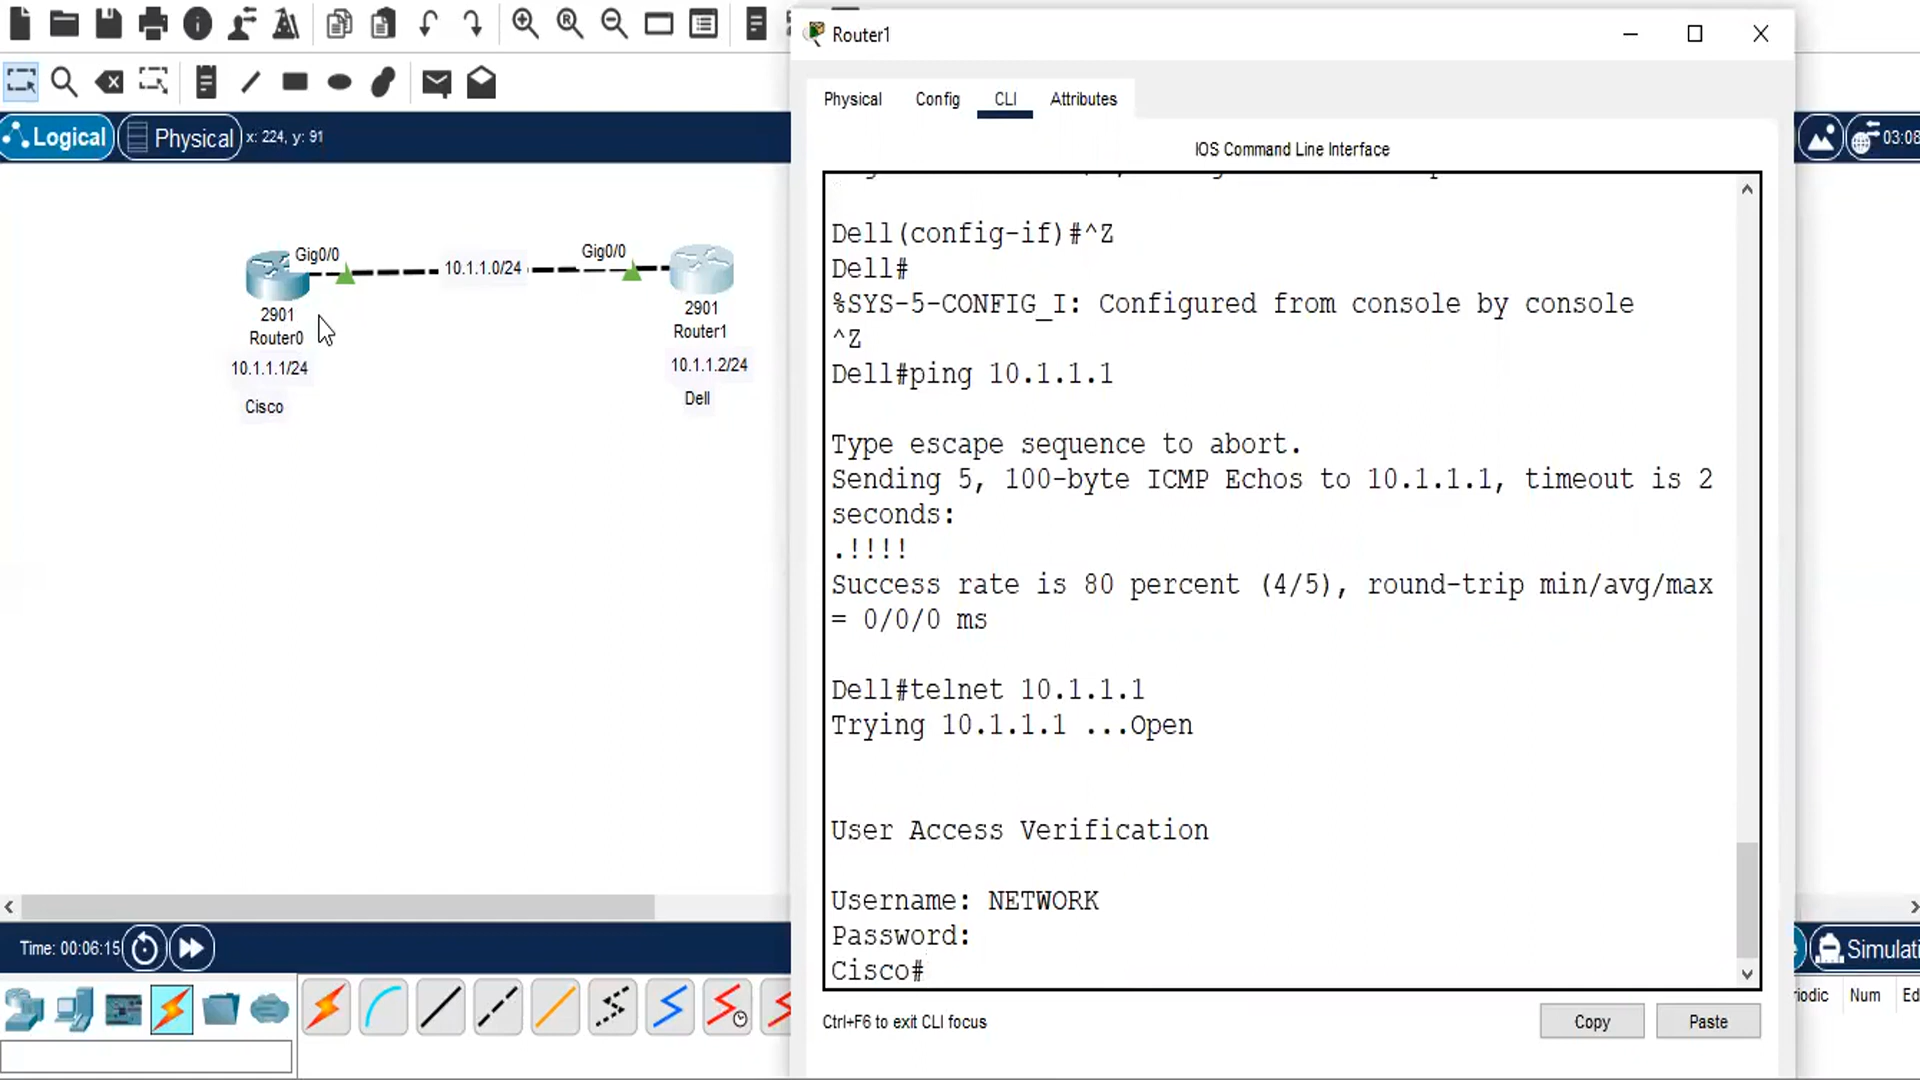 Router1
Physical
Config
CLI
Attributes
IOS Command Line Interface
Logical
Physical
x: 224, y: 91
03:08
Gig0/0
10.1.1.0/24
Gig0/0
2901
Router0
10.1.1.1/24
Cisco
2901
Router1
10.1.1.2/24
Dell
Dell(config-if)#^Z
Dell#
%SYS-5-CONFIG_I: Configured from console by console
^Z
Dell#ping 10.1.1.1
Type escape sequence to abort.
Sending 5, 100-byte ICMP Echos to 10.1.1.1, timeout is 2
seconds:
.!!!!
Success rate is 80 percent (4/5), round-trip min/avg/max
= 0/0/0 ms
Dell#telnet 10.1.1.1
Trying 10.1.1.1 ...Open
User Access Verification
Username: NETWORK
Password:
Cisco#
Ctrl+F6 to exit CLI focus
Copy
Paste
Time: 00:06:15
Simulati
riodic
Num
Ed